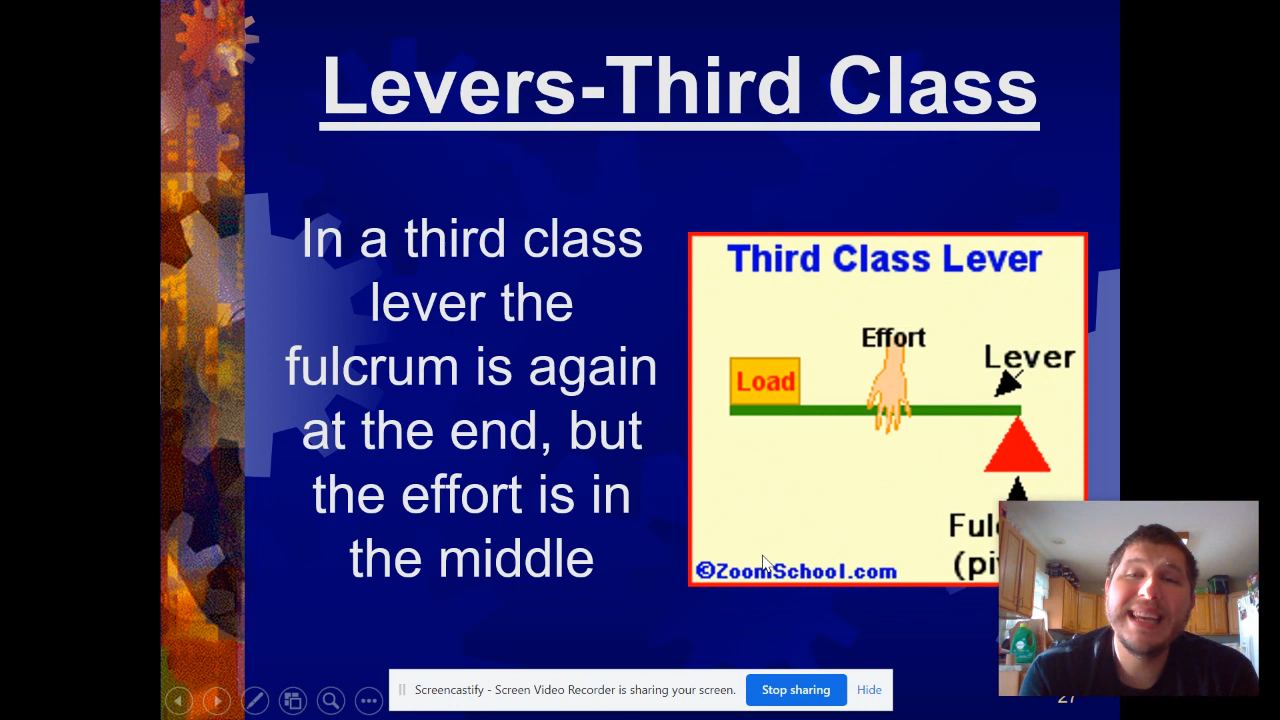 Levers-Third Class
In a third class
lever the
fulcrum is again
at the end, but
the effort is in
the middle
Third Class Lever
Effort
Lever
Load
©ZoomSchool.com
Screencastify - Screen Video Recorder is sharing your screen.
Stop sharing
Hide